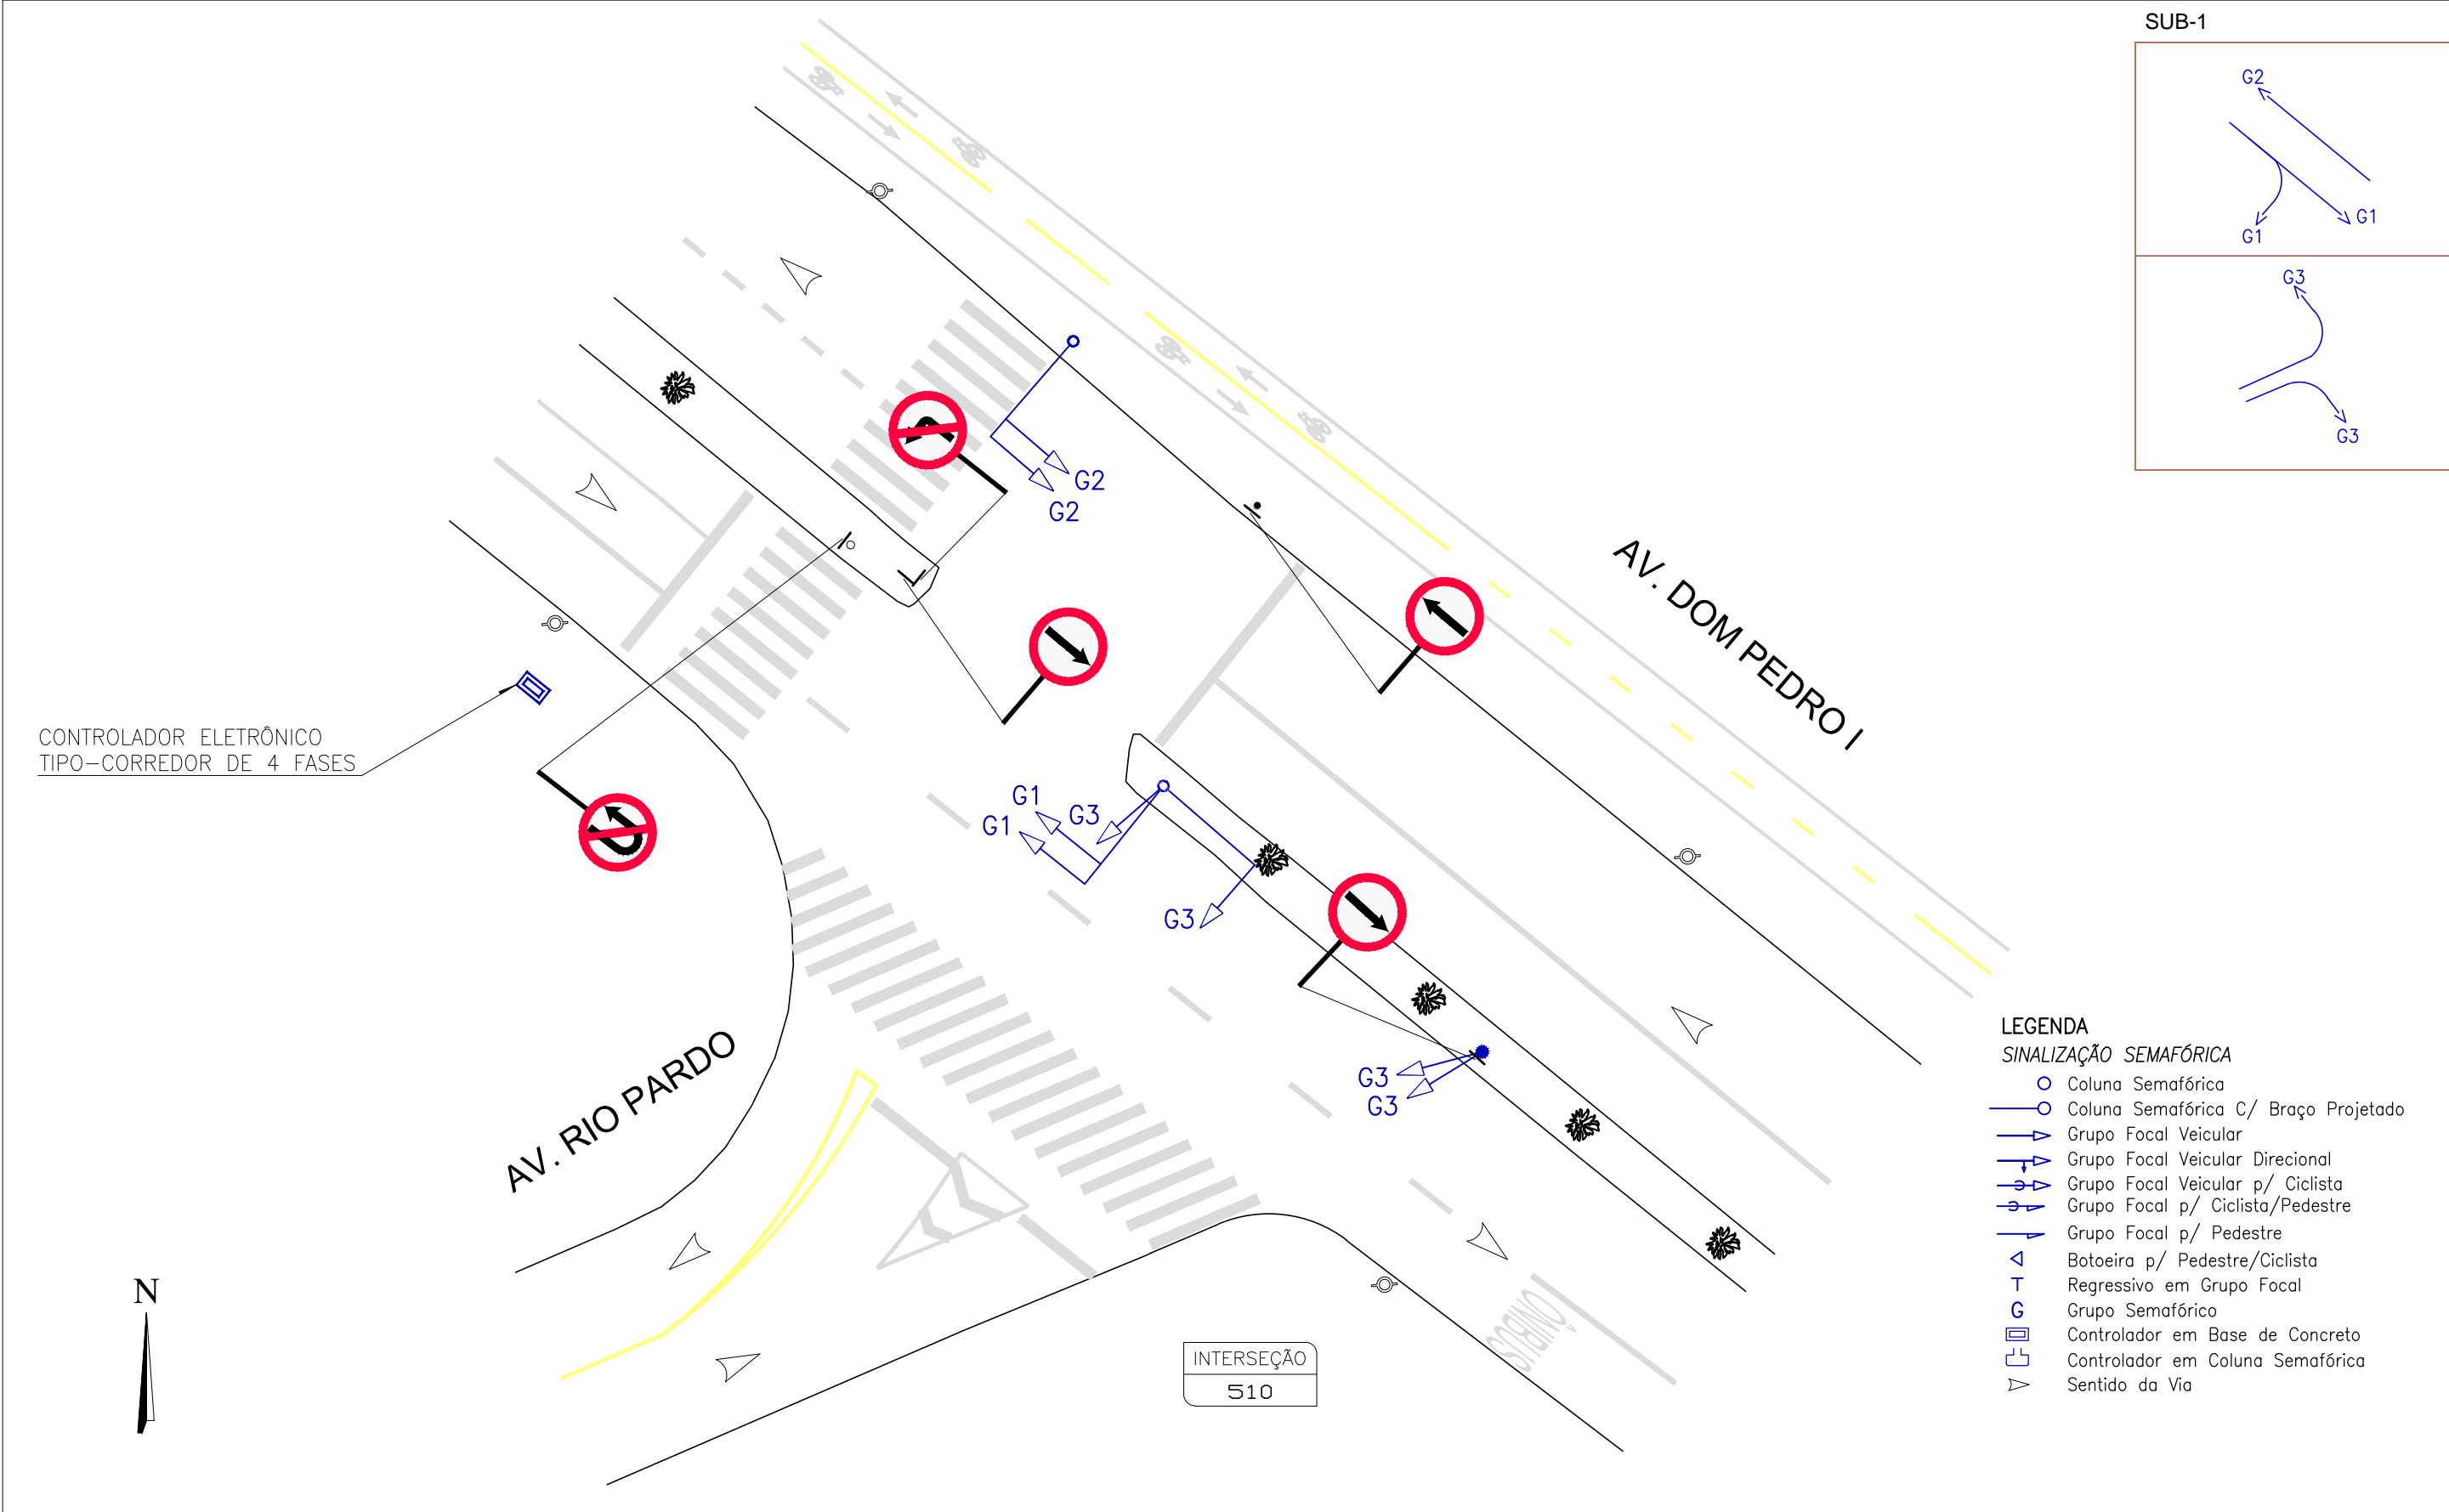 SUB-1
G2
G1
G1
G3
G3
G2
G2
AV. DOM PEDRO I
CONTROLADOR ELETRÔNICO
TIPO-CORREDOR DE 4 FASES
G1
G1
G3
G3
G3
G3
AV. RIO PARDO
ÔNIBUS
N
INTERSEÇÃO
510
LEGENDA
SINALIZAÇÃO SEMAFÓRICA
Coluna Semafórica
Coluna Semafórica C/ Braço Projetado
Grupo Focal Veicular
Grupo Focal Veicular Direcional
Grupo Focal Veicular p/ Ciclista
Grupo Focal p/ Ciclista/Pedestre
Grupo Focal p/ Pedestre
Botoeira p/ Pedestre/Ciclista
T Regressivo em Grupo Focal
G Grupo Semafórico
Controlador em Base de Concreto
Controlador em Coluna Semafórica
Sentido da Via